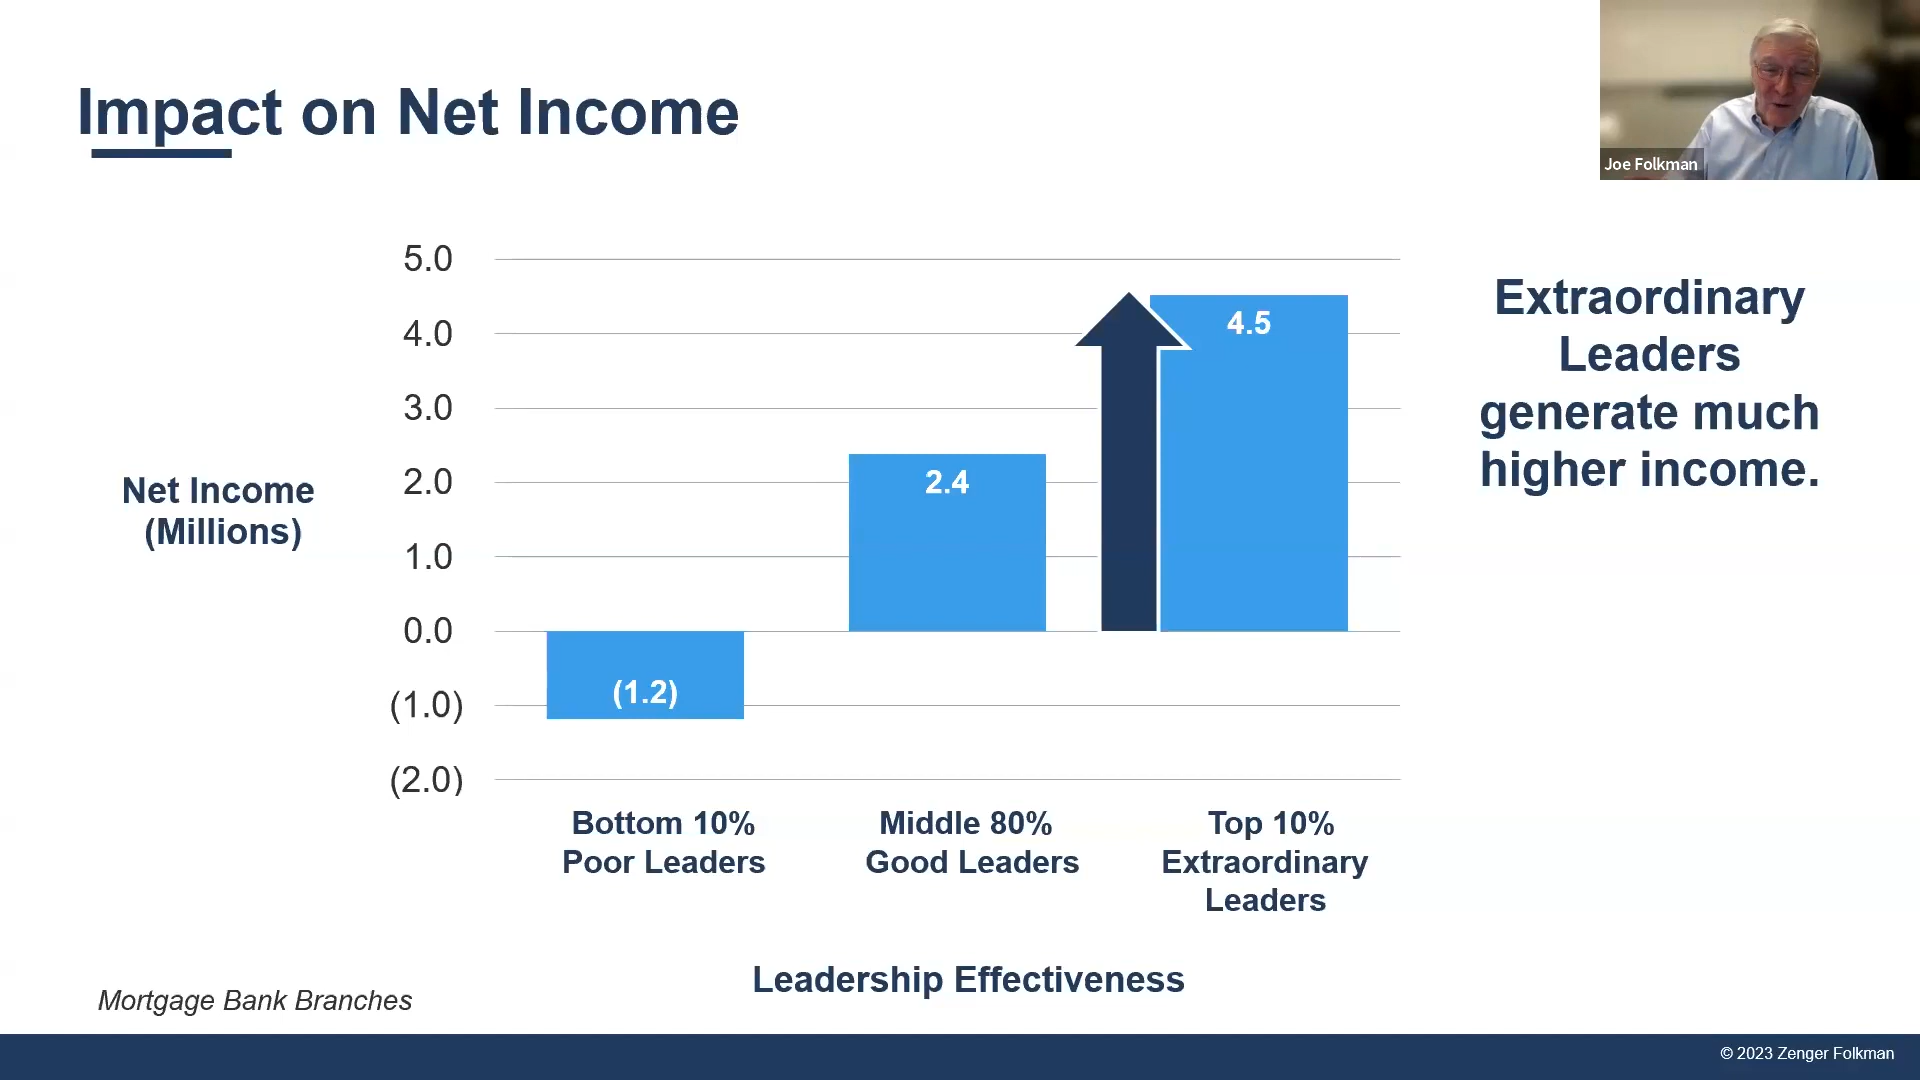 Impact on Net Income
Joe Folkman
Extraordinary
Leaders
generate much
higher income.
Net Income
(Millions)
5.0
4.0
3.0
2.0
1.0
0.0
(1.0)
(2.0)
(1.2)
2.4
4.5
Bottom 10%
Poor Leaders
Middle 80%
Good Leaders
Top 10%
Extraordinary
Leaders
Leadership Effectiveness
Mortgage Bank Branches
© 2023 Zenger Folkman